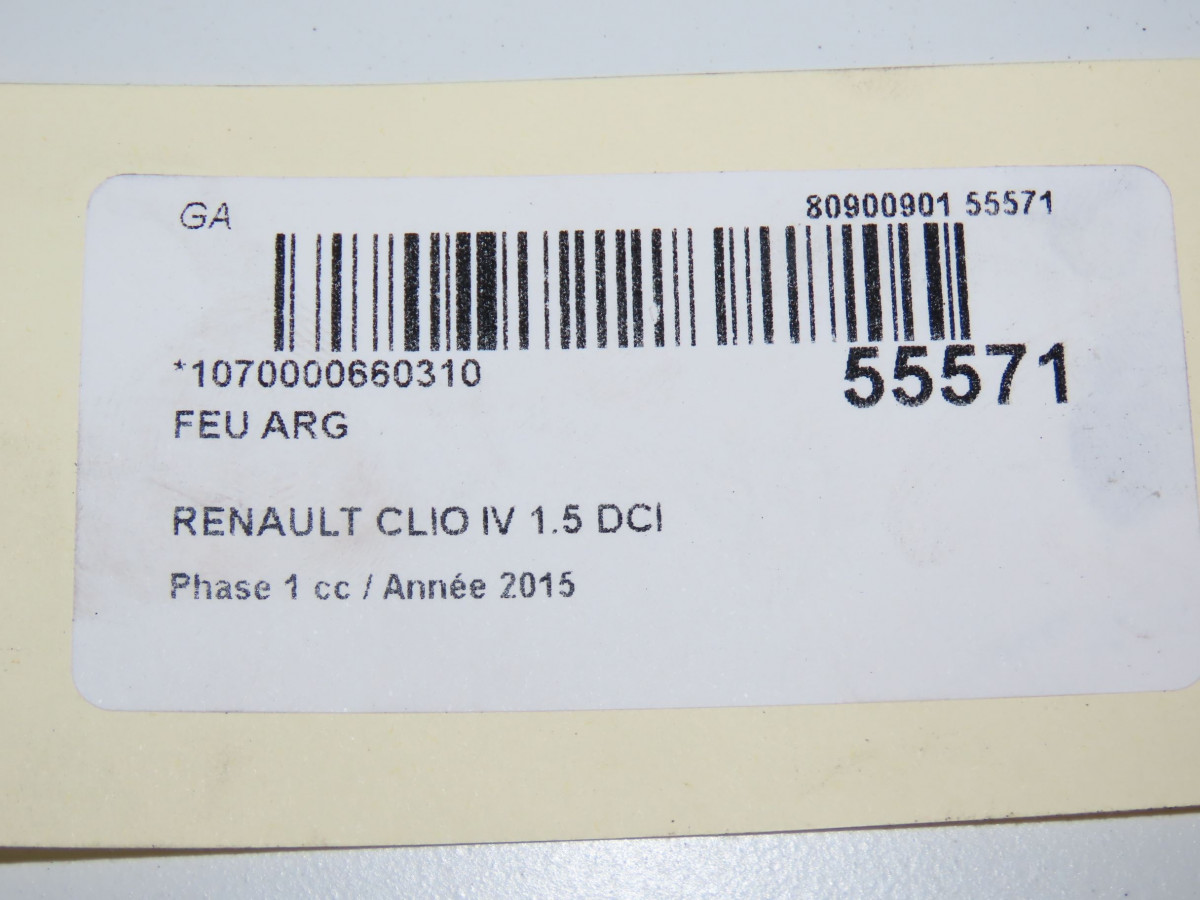 GA
80900901 55571
*1070000660310
55571
FEU ARG
RENAULT CLIO IV 1.5 DCI
Phase 1 cc / Année 2015